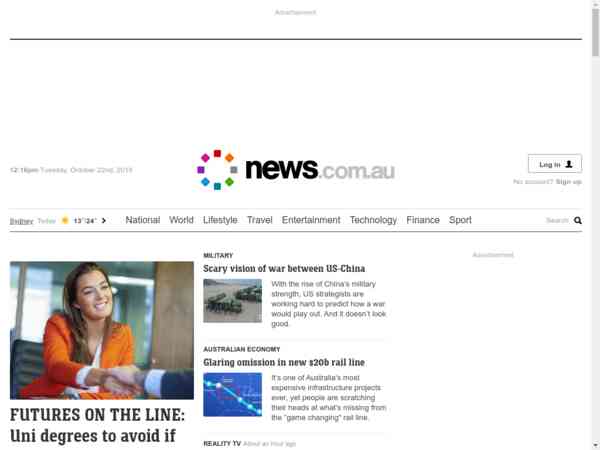 Advertisement
12:16pm Tuesday, October 22nd, 2019
news.com.au
Log in
No account? Sign up
Sydney Today 13°/24° National World Lifestyle Travel Entertainment Technology Finance Sport Search
FUTURES ON THE LINE:
Uni degrees to avoid if
MILITARY
Scary vision of war between US-China
With the rise of China's military
strength, US strategists are
working hard to predict how a war
would play out. And it doesn't look
good.
AUSTRALIAN ECONOMY
Glaring omission in new $20b rail line
It's one of Australia's most
expensive infrastructure projects
ever, yet people are scratching
their heads at what's missing from
the "game changing" rail line.
REALITY TV About an hour ago
Advertisement